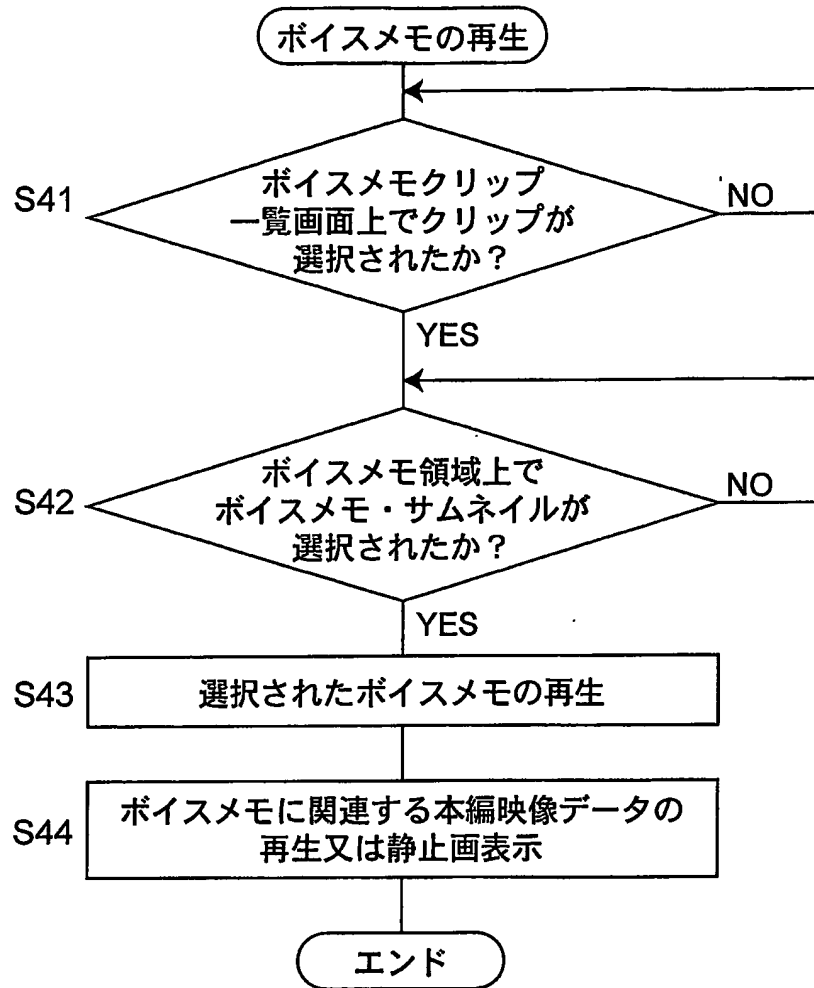 ボイスメモの再生
S41
ボイスメモクリップ
一覧画面上でクリップが
選択されたか？
NO
YES
S42
ボイスメモ領域上で
ボイスメモ・サムネイルが
選択されたか？
NO
YES
S43
選択されたボイスメモの再生
S44
ボイスメモに関連する本編映像データの
再生又は静止画表示
エンド